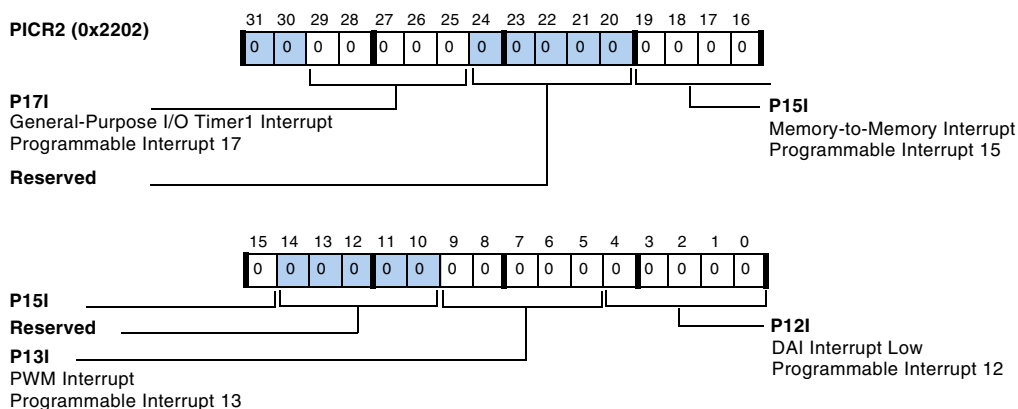 PICR2 (0x2202)
31 30 29 28 27 26 25 24 23 22 21 20 19 18 17 16
0 0 0 0 0 0 0 0 0 0 0 0 0 0 0 0
P17I
General-Purpose I/O Timer1 Interrupt
Programmable Interrupt 17
Reserved
P15I
Memory-to-Memory Interrupt
Programmable Interrupt 15
15 14 13 12 11 10 9 8 7 6 5 4 3 2 1 0
0 0 0 0 0 0 0 0 0 0 0 0 0 0 0 0
P15I
Reserved
P13I
PWM Interrupt
Programmable Interrupt 13
P12I
DAI Interrupt Low
Programmable Interrupt 12